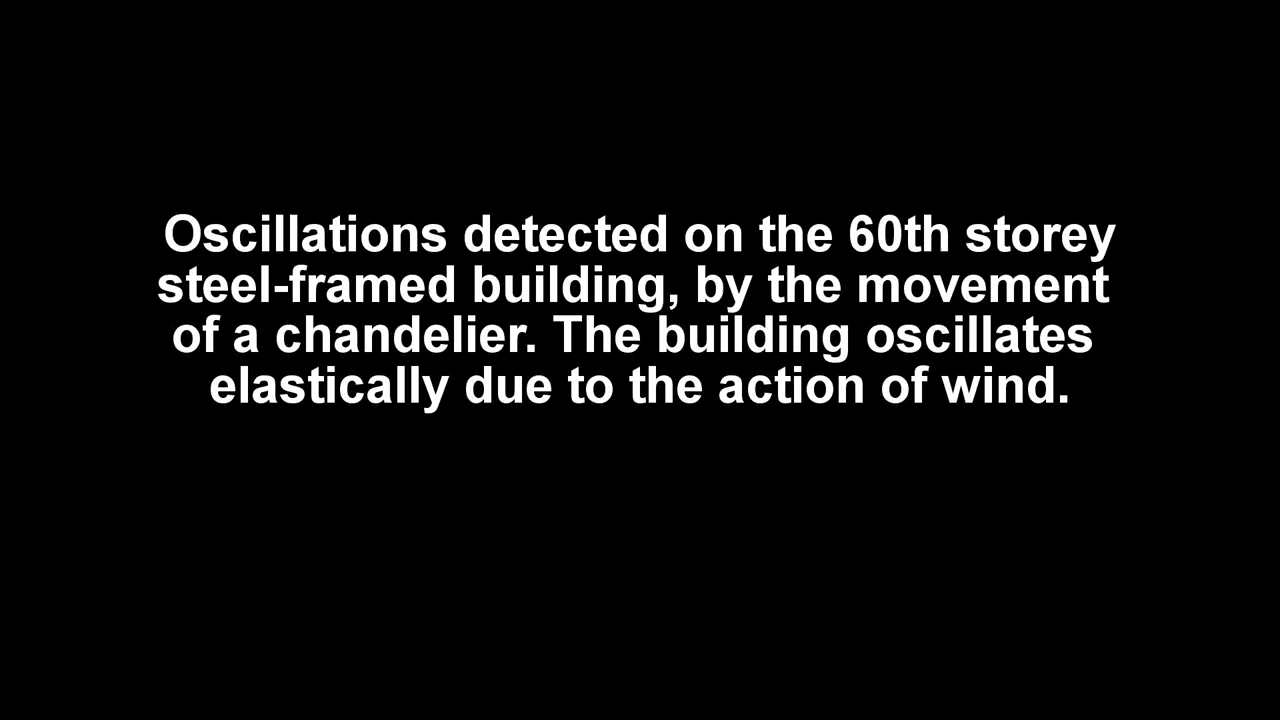 Oscillations detected on the 60th storey
steel-framed building, by the movement
of a chandelier. The building oscillates
elastically due to the action of wind.